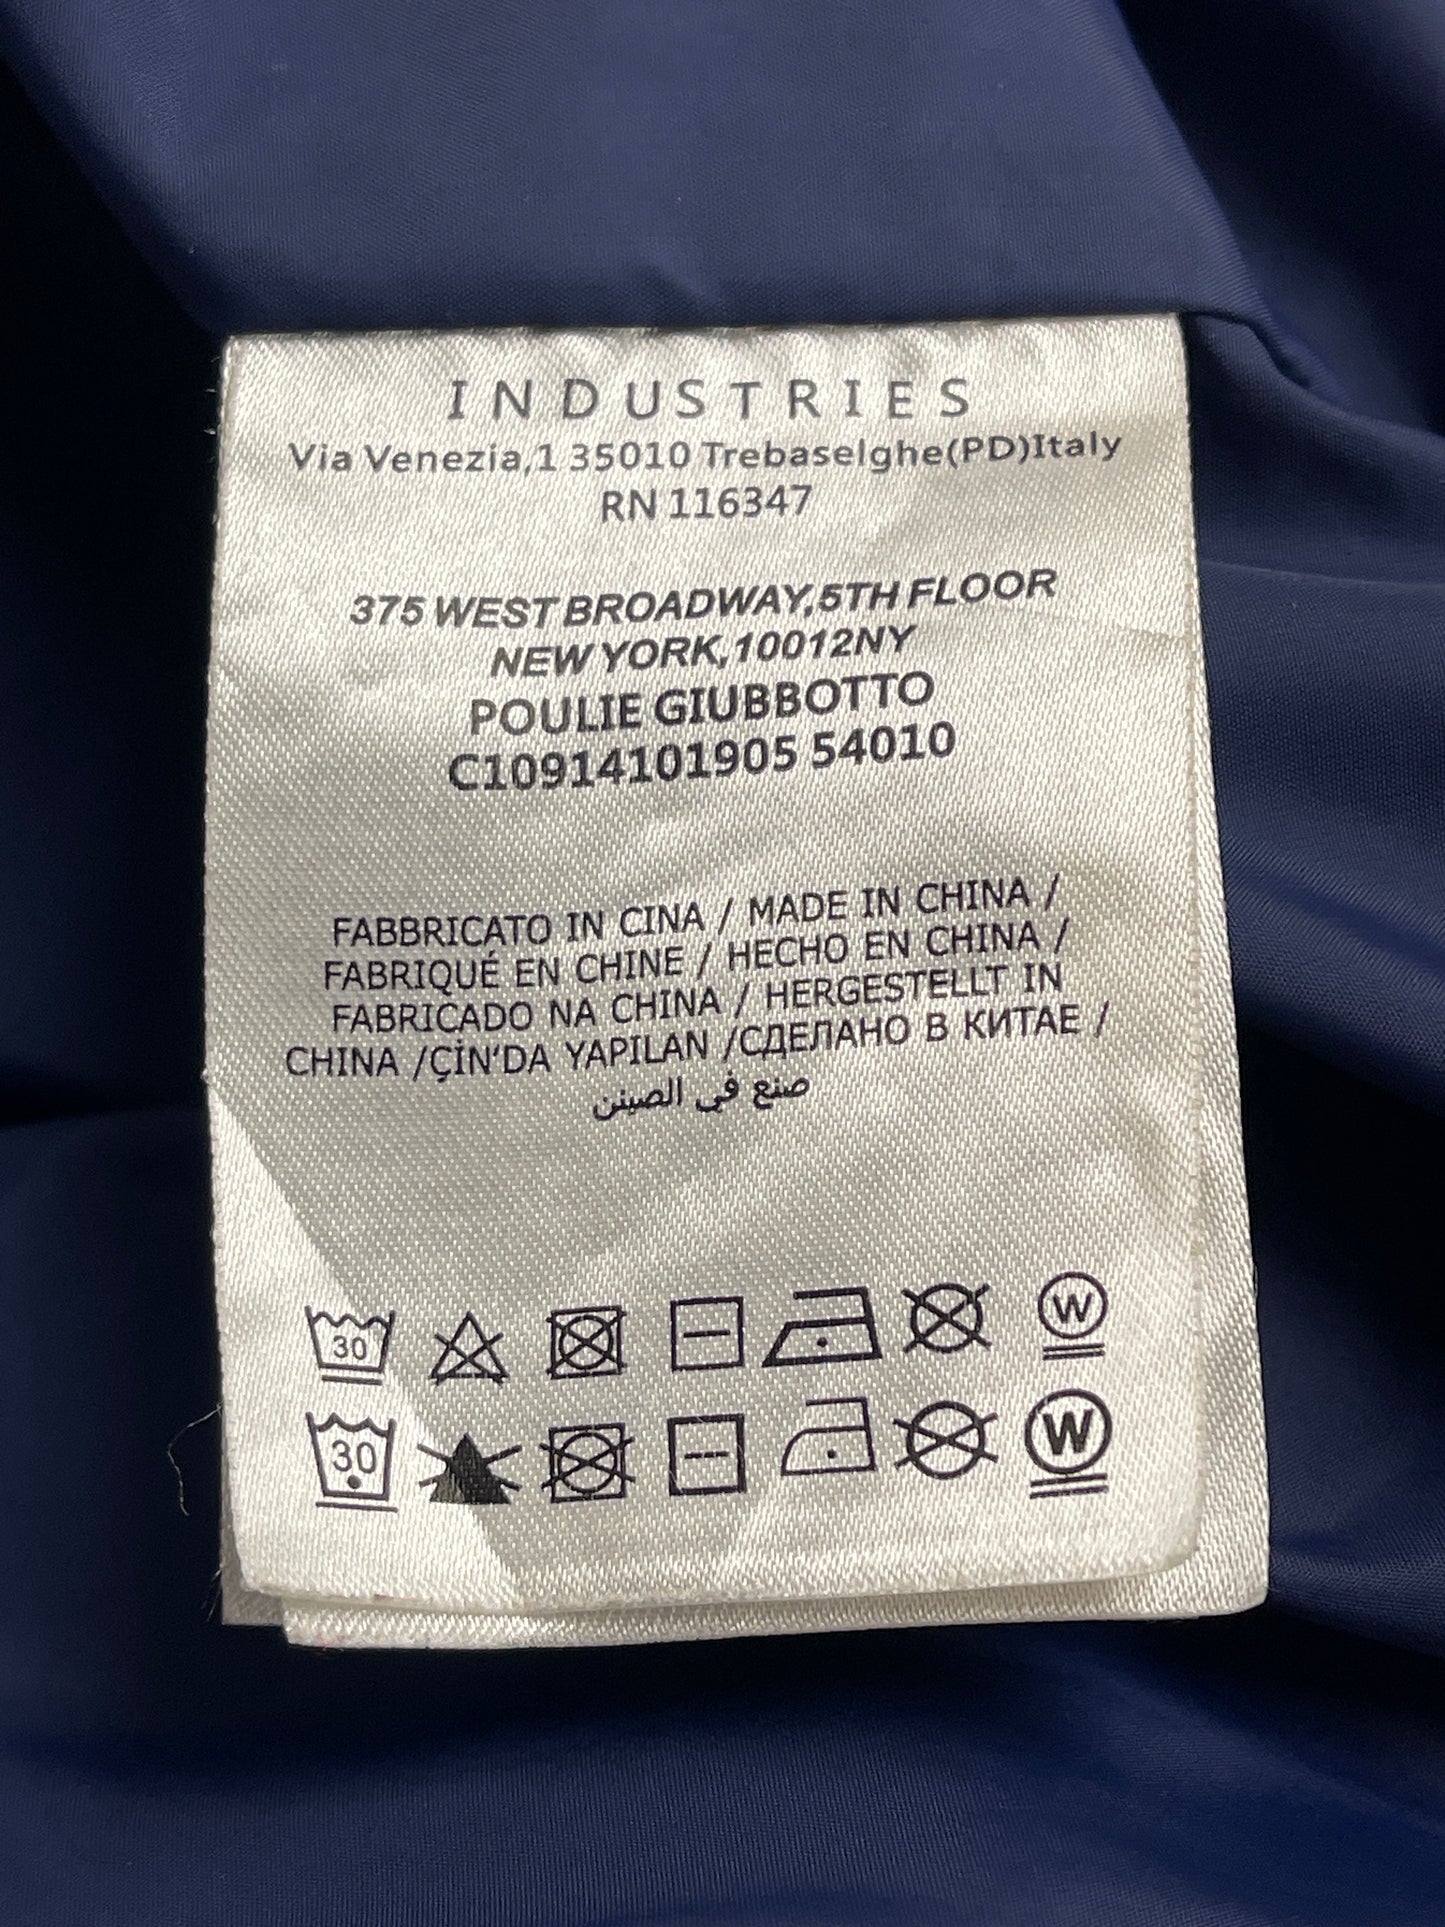 INDUSTRIES
Via Venezia,1 35010 Trebaselghe(PD)Italy
RN 116347
375 WEST BROADWAY,5TH FLOOR
NEW YORK,10012NY
POULIE GIUBBOTTO
C10914101905 54010
FABBRICATO IN CINA / MADE IN CHINA /
FABRIQUÉ EN CHINE / HECHO EN CHINA /
FABRICADO NA CHINA / HERGESTELLT IN
CHINA /ÇİN'DA YAPILAN /СДЕЛАНО В КИТАЕ /
صنع في الصينن
30 W
30 W